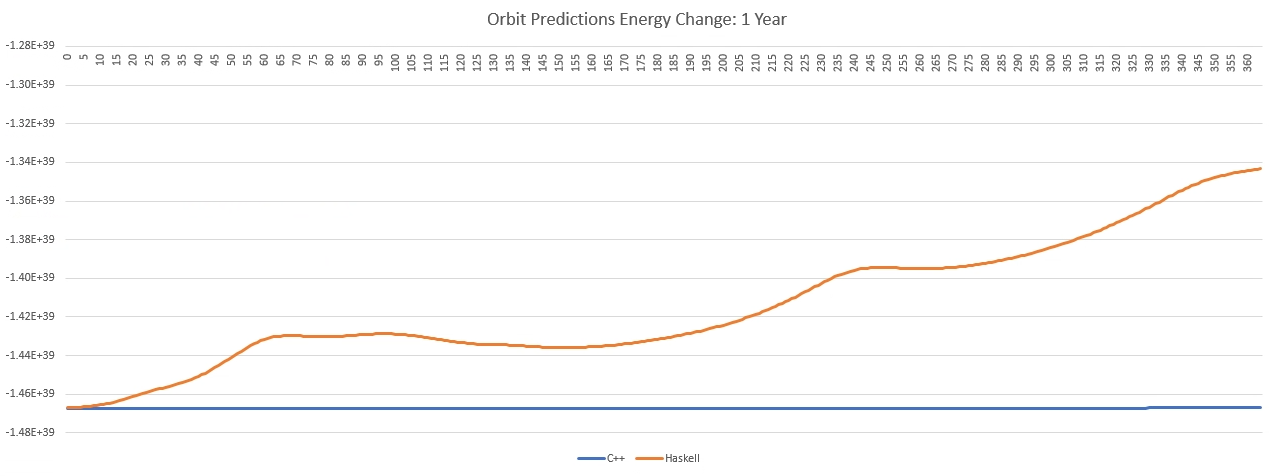 Orbit Predictions Energy Change: 1 Year
-1.28E+39
0 5 10 15 20 25 30 35 40 45 50 55 60 65 70 75 80 85 90 95 100 105 110 115 120 125 130 135 140 145 150 155 160 165 170 175 180 185 190 195 200 205 210 215 220 225 230 235 240 245 250 255 260 265 270 275 280 285 290 295 300 305 310 315 320 325 330 335 340 345 350 355 360
-1.30E+39
-1.32E+39
-1.34E+39
-1.36E+39
-1.38E+39
-1.40E+39
-1.42E+39
-1.44E+39
-1.46E+39
-1.48E+39
C++ Haskell